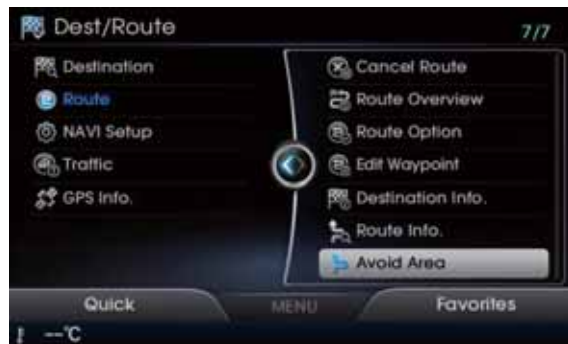 Dest/Route
7/7
Destination
Route
NAVI Setup
Traffic
GPS Info.
Cancel Route
Route Overview
Route Option
Edit Waypoint
Destination Info.
Route Info.
Avoid Area
Quick
MENU
Favorites
--°C